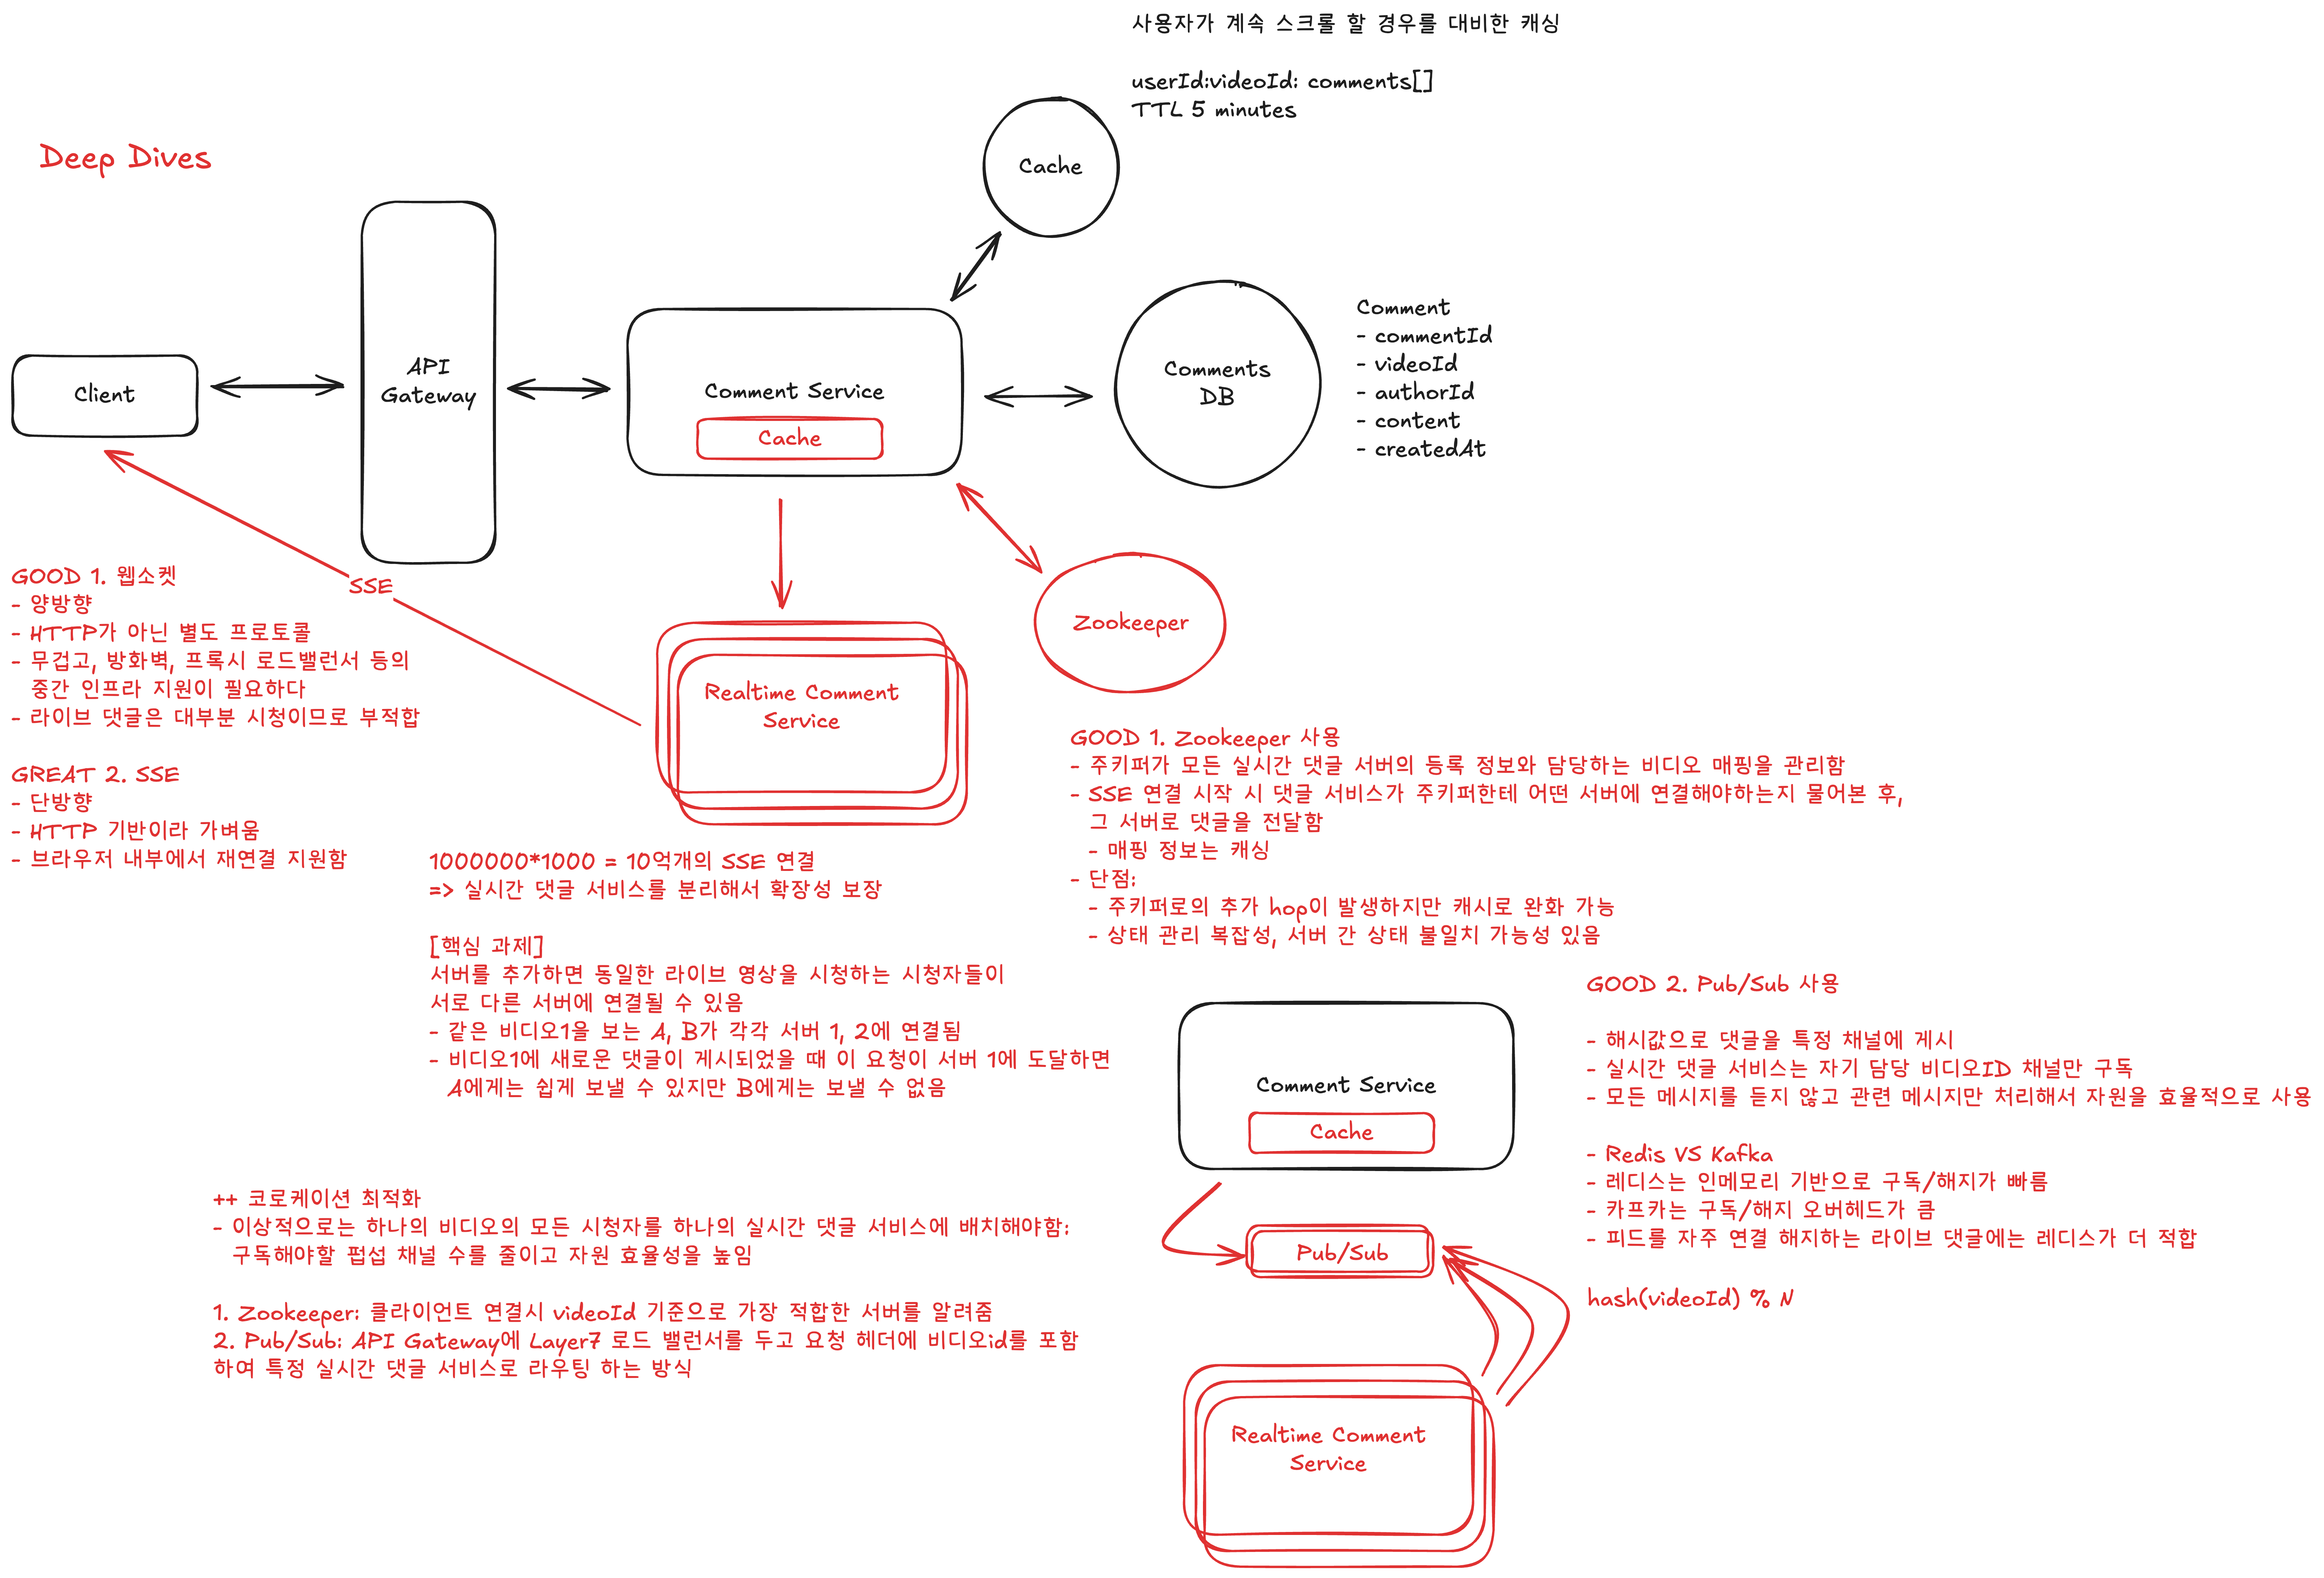 사용자가 계속 스크롤 할 경우를 대비한 캐싱
userId:videoId: comments[]
TTL 5 minutes
Deep Dives
Cache
Client
API
Gateway
Comment Service
Cache
Comments
DB
Comment
- commentId
- videoId
- authorId
- content
- createdAt
SSE
Zookeeper
Realtime Comment
Service
GOOD 1. 웹소켓
- 양방향
- HTTP가 아닌 별도 프로토콜
- 무겁고, 방화벽, 프록시 로드밸런서 등의
중간 인프라 지원이 필요하다
- 라이브 댓글은 대부분 시청이므로 부적합
GREAT 2. SSE
- 단방향
- HTTP 기반이라 가벼움
- 브라우저 내부에서 재연결 지원함
1000000*1000 = 10억개의 SSE 연결
=> 실시간 댓글 서비스를 분리해서 확장성 보장
[핵심 과제]
서버를 추가하면 동일한 라이브 영상을 시청하는 시청자들이
서로 다른 서버에 연결될 수 있음
- 같은 비디오1을 보는 A, B가 각각 서버 1, 2에 연결됨
- 비디오1에 새로운 댓글이 게시되었을 때 이 요청이 서버 1에 도달하면
A에게는 쉽게 보낼 수 있지만 B에게는 보낼 수 없음
GOOD 1. Zookeeper 사용
- 주키퍼가 모든 실시간 댓글 서버의 등록 정보와 담당하는 비디오 매핑을 관리함
- SSE 연결 시작 시 댓글 서비스가 주키퍼한테 어떤 서버에 연결해야하는지 물어본 후,
그 서버로 댓글을 전달함
- 매핑 정보는 캐싱
- 단점:
- 주키퍼로의 추가 hop이 발생하지만 캐시로 완화 가능
- 상태 관리 복잡성, 서버 간 상태 불일치 가능성 있음
GOOD 2. Pub/Sub 사용
- 해시값으로 댓글을 특정 채널에 게시
- 실시간 댓글 서비스는 자기 담당 비디오ID 채널만 구독
- 모든 메시지를 듣지 않고 관련 메시지만 처리해서 자원을 효율적으로 사용
- Redis VS Kafka
- 레디스는 인메모리 기반으로 구독/해지가 빠름
- 카프카는 구독/해지 오버헤드가 큼
- 피드를 자주 연결 해지하는 라이브 댓글에는 레디스가 더 적합
hash(videoId) % N
Comment Service
Cache
Pub/Sub
Realtime Comment
Service
++ 코로케이션 최적화
- 이상적으로는 하나의 비디오의 모든 시청자를 하나의 실시간 댓글 서비스에 배치해야함:
구독해야할 펍섭 채널 수를 줄이고 자원 효율성을 높임
1. Zookeeper: 클라이언트 연결시 videoId 기준으로 가장 적합한 서버를 알려줌
2. Pub/Sub: API Gateway에 Layer7 로드 밸런서를 두고 요청 헤더에 비디오id를 포함
하여 특정 실시간 댓글 서비스로 라우팅 하는 방식